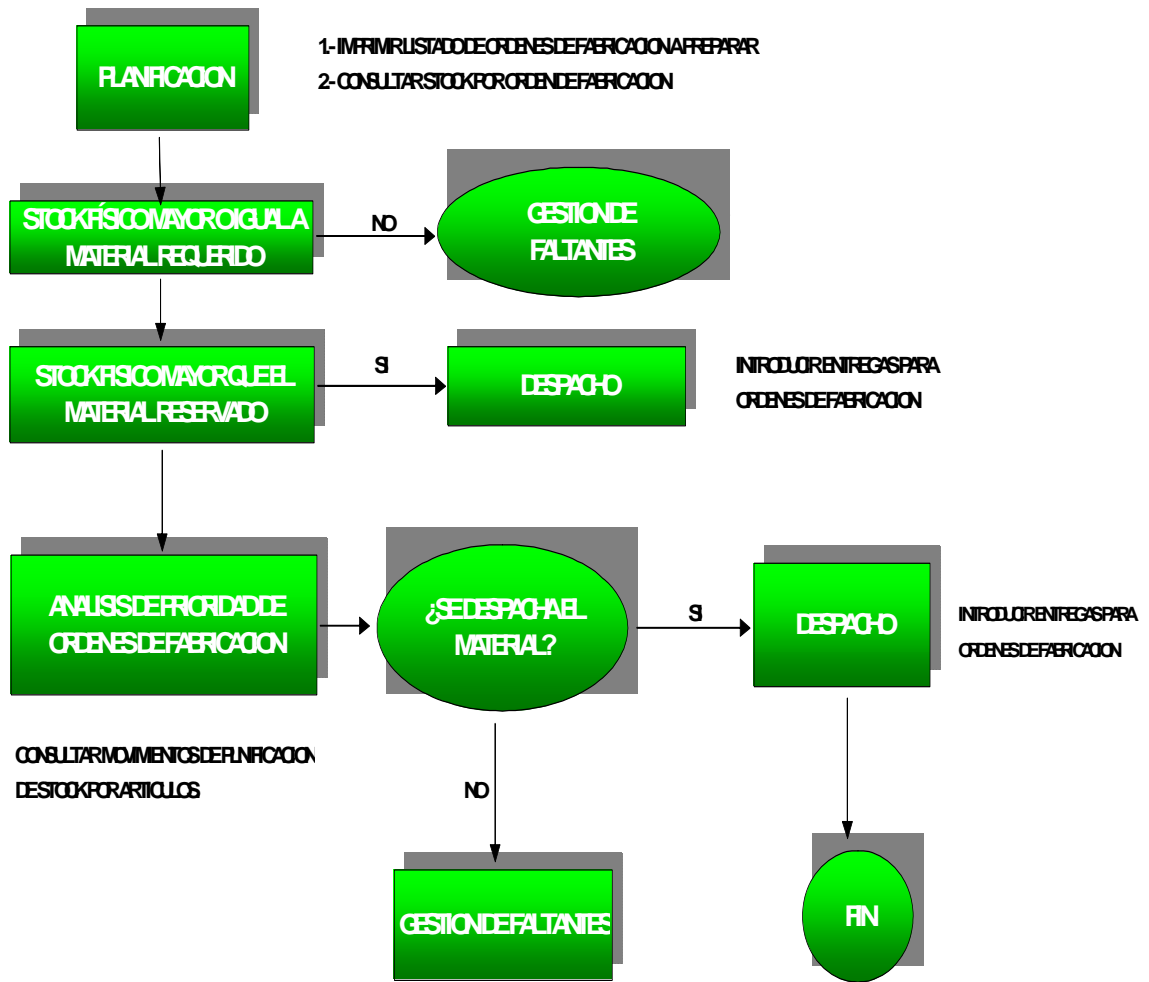 PLANIFICACION
1.- IMPRIMIR LISTADO DE ORDENES DE FABRICACION A PREPARAR
2.- CONSULTAR STOCK POR ORDEN DE FABRICACION
STOCK FÍSICO MAYOR O IGUAL A
MATERIAL REQUERIDO
NO
GESTION DE
FALTANTES
STOCK FISICO MAYOR QUE EL
MATERIAL RESERVADO
SI
DESPACHO
INTRODUCIR ENTREGAS PARA
ORDENES DE FABRICACION
ANALISIS DE PRIORIDAD DE
ORDENES DE FABRICACION
¿SE DESPACHA EL
MATERIAL?
SI
DESPACHO
INTRODUCIR ENTREGAS PARA
ORDENES DE FABRICACION
CONSULTAR MOVIMIENTOS DE PLNIFICACION
DE STOCK POR ARTICULOS.
NO
GESTION DE FALTANTES
FIN